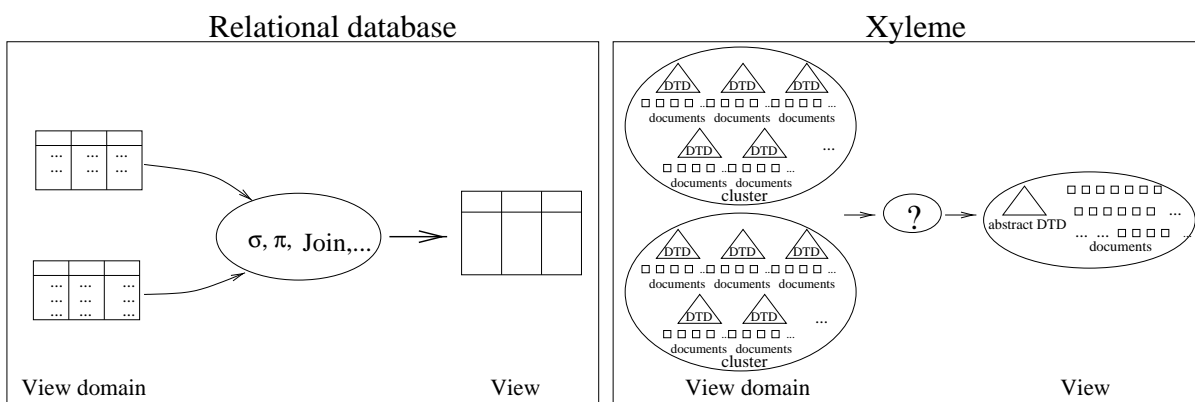 Relational database
... ...
... ...
... ... ...
... ... ...
... ... ...
σ, π, Join,...
View domain
View
Xyleme
DTD DTD DTD
... ... ...
documents documents documents
DTD DTD ...
... ...
documents documents
cluster
DTD DTD DTD
... ... ...
documents documents documents
DTD DTD ...
... ...
documents documents
cluster
?
abstract DTD
...
... ... ...
documents
View domain
View